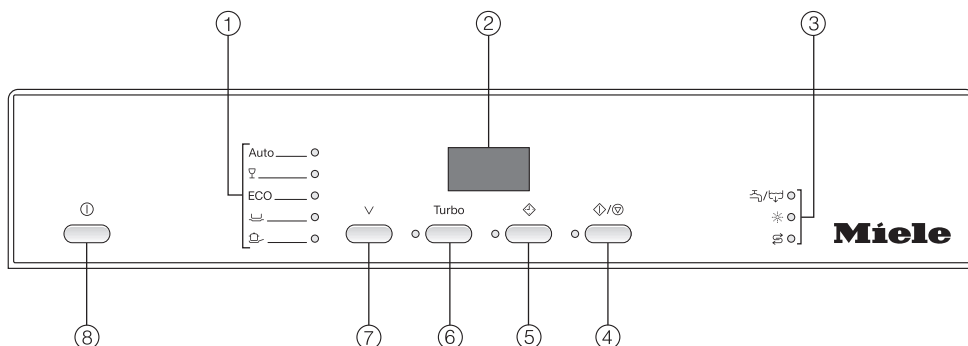 ① ② ③
Auto
ECO
Turbo
Miele
⑧ ⑦ ⑥ ⑤ ④